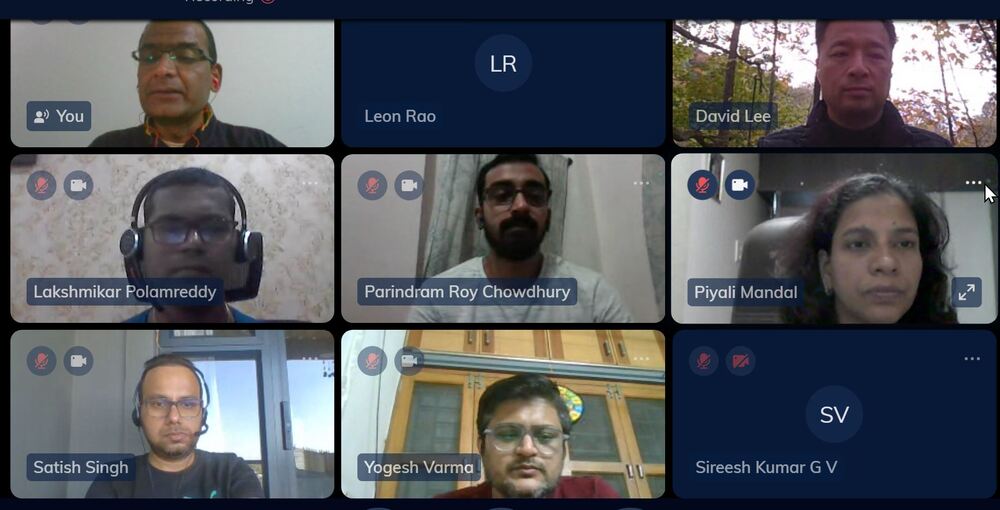 Recording
You
LR
Leon Rao
David Lee
Lakshmikar Polamreddy
Parindram Roy Chowdhury
Piyali Mandal
Satish Singh
Yogesh Varma
SV
Sireesh Kumar G V